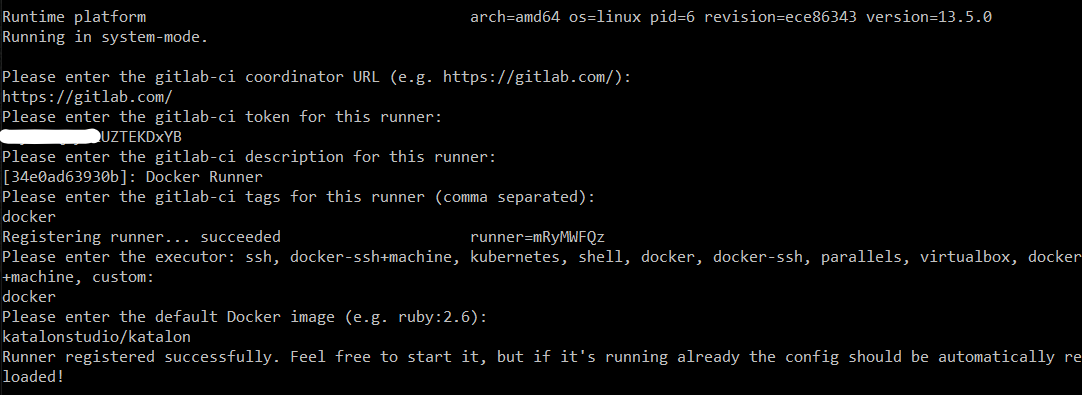 Runtime platform                                    arch=amd64 os=linux pid=6 revision=ece86343 version=13.5.0
Running in system-mode.
Please enter the gitlab-ci coordinator URL (e.g. https://gitlab.com/):
https://gitlab.com/
Please enter the gitlab-ci token for this runner:
UZTEKDxYB
Please enter the gitlab-ci description for this runner:
[34e0ad63930b]: Docker Runner
Please enter the gitlab-ci tags for this runner (comma separated):
docker
Registering runner... succeeded                     runner=mRyMWFQz
Please enter the executor: ssh, docker-ssh+machine, kubernetes, shell, docker, docker-ssh, parallels, virtualbox, docker
+machine, custom:
docker
Please enter the default Docker image (e.g. ruby:2.6):
katalonstudio/katalon
Runner registered successfully. Feel free to start it, but if it's running already the config should be automatically re
loaded!